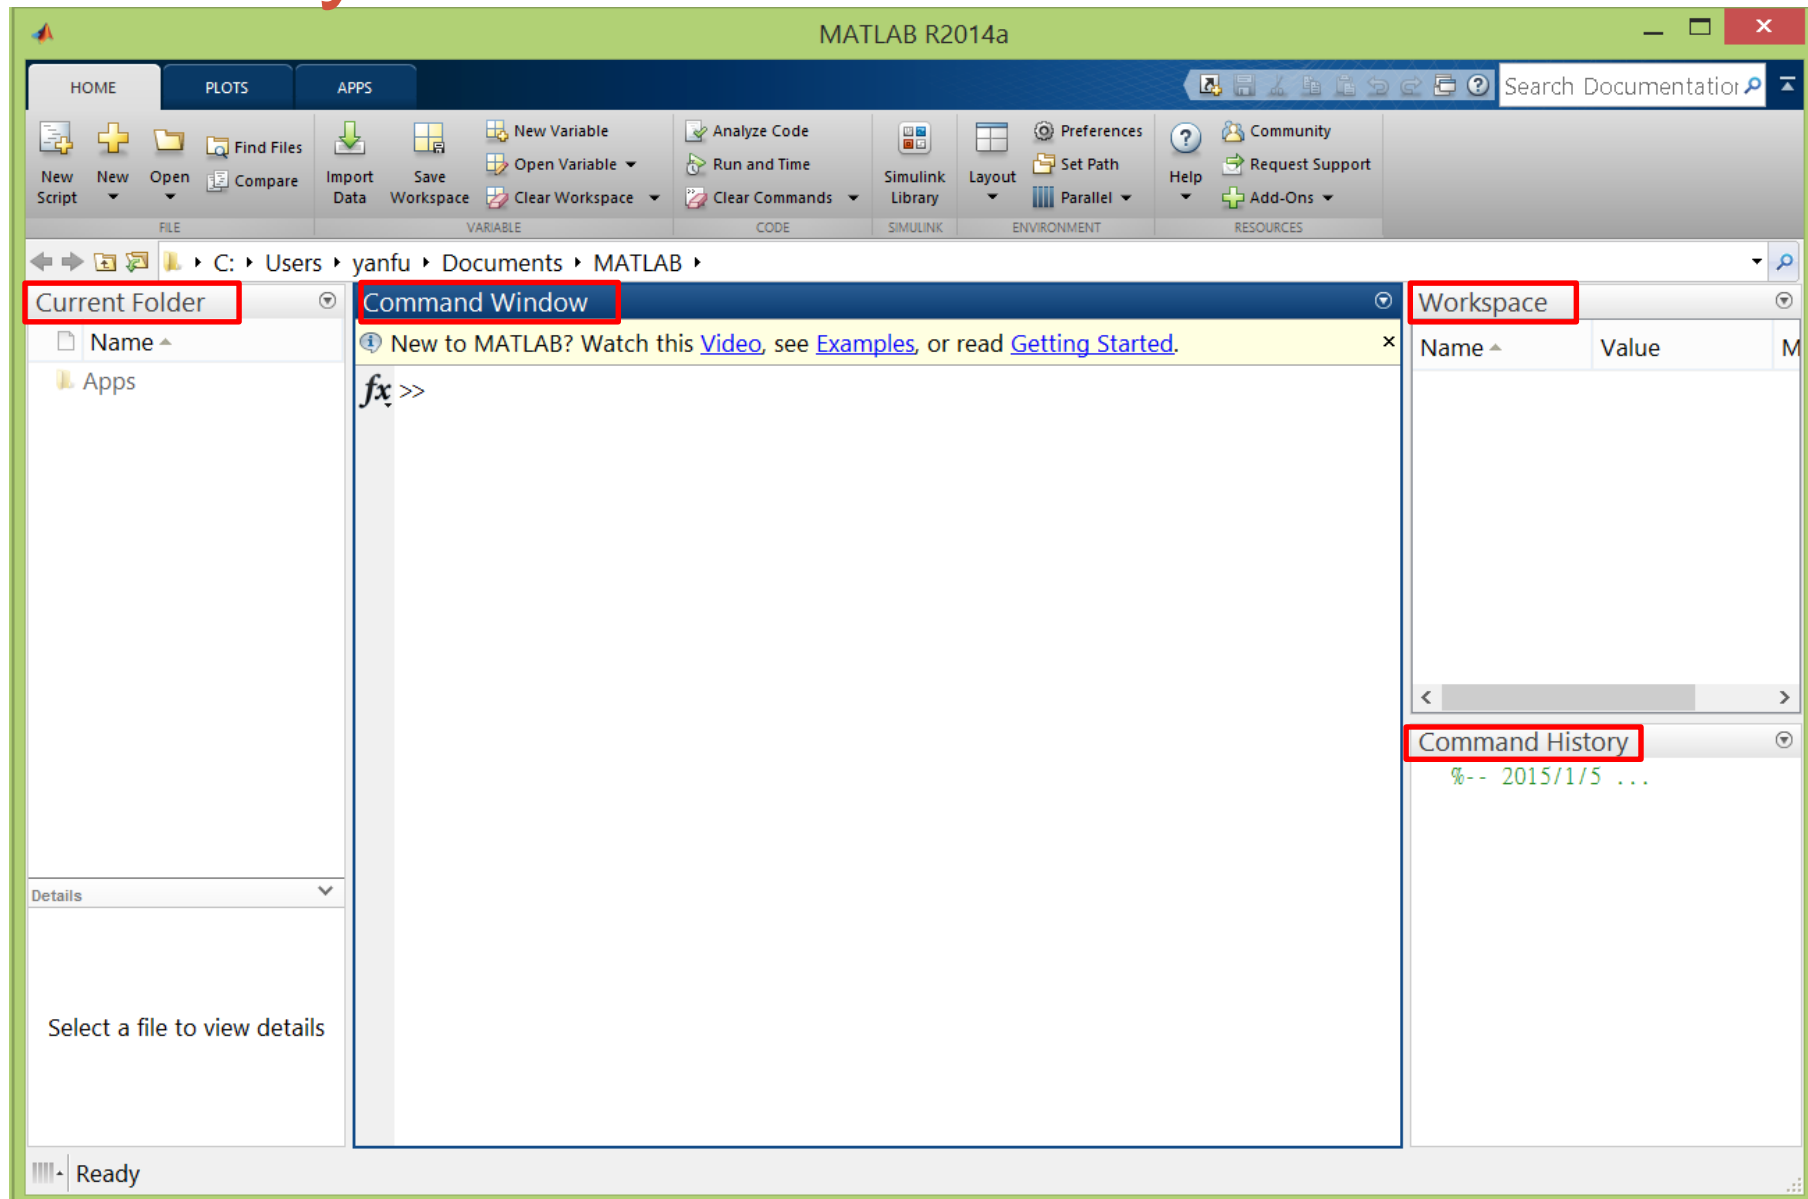 MATLAB R2014a
HOME PLOTS APPS
Search Documentation
New Script
New
Open
Find Files
Compare
FILE
Import Data
Save Workspace
New Variable
Open Variable
Clear Workspace
VARIABLE
Analyze Code
Run and Time
Clear Commands
CODE
Simulink Library
SIMULINK
Layout
Preferences
Set Path
Parallel
ENVIRONMENT
Help
Community
Request Support
Add-Ons
RESOURCES
C: Users yanfu Documents MATLAB
Current Folder
Name
Apps
Details
Select a file to view details
Command Window
New to MATLAB? Watch this Video, see Examples, or read Getting Started.
fx >>
Workspace
Name Value M
Command History
%-- 2015/1/5 ...
Ready